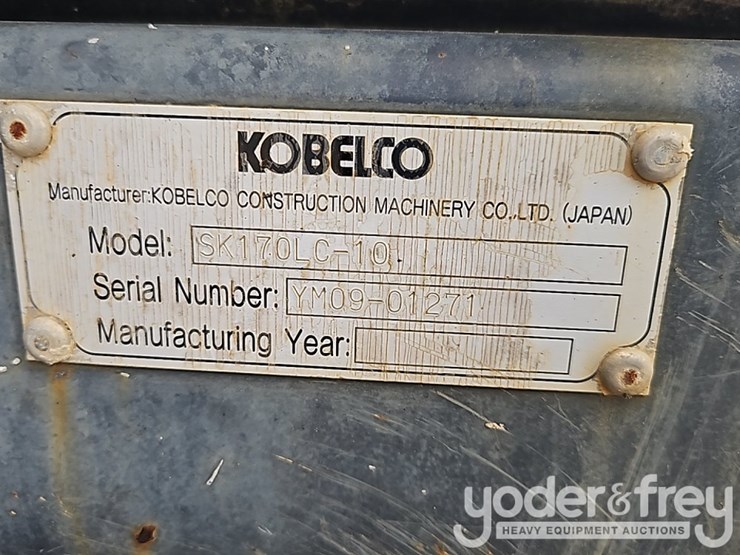 KOBELCO
Manufacturer:KOBELCO CONSTRUCTION MACHINERY CO.,LTD. (JAPAN)
Model: SK170LC-10
Serial Number: YM09-01271
Manufacturing Year:
yoder&frey
HEAVY EQUIPMENT AUCTIONS